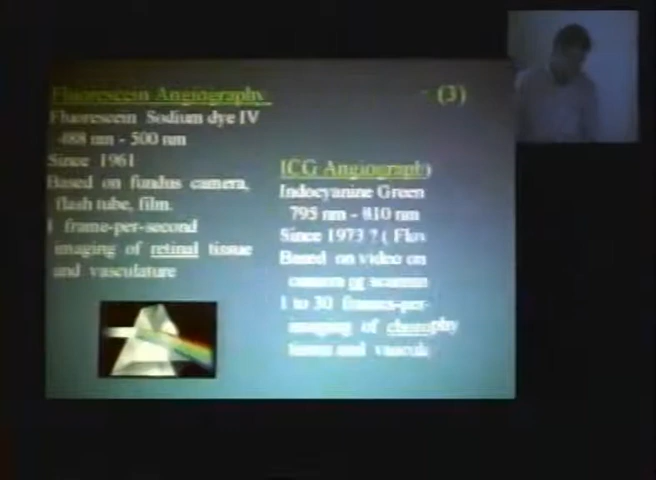 Fluorescein Angiography
(3)
Fluorescein Sodium dye IV
488 nm - 500 nm
Since 1961
Based on fundus camera,
flash tube, film.
1 frame-per-second
imaging of retinal tissue
and vasculature
ICG Angiography
Indocyanine Green
795 nm - 810 nm
Since 1973 ? (
Based on video on
camera or
1 to 30 frames-per-
imaging of
tissue and